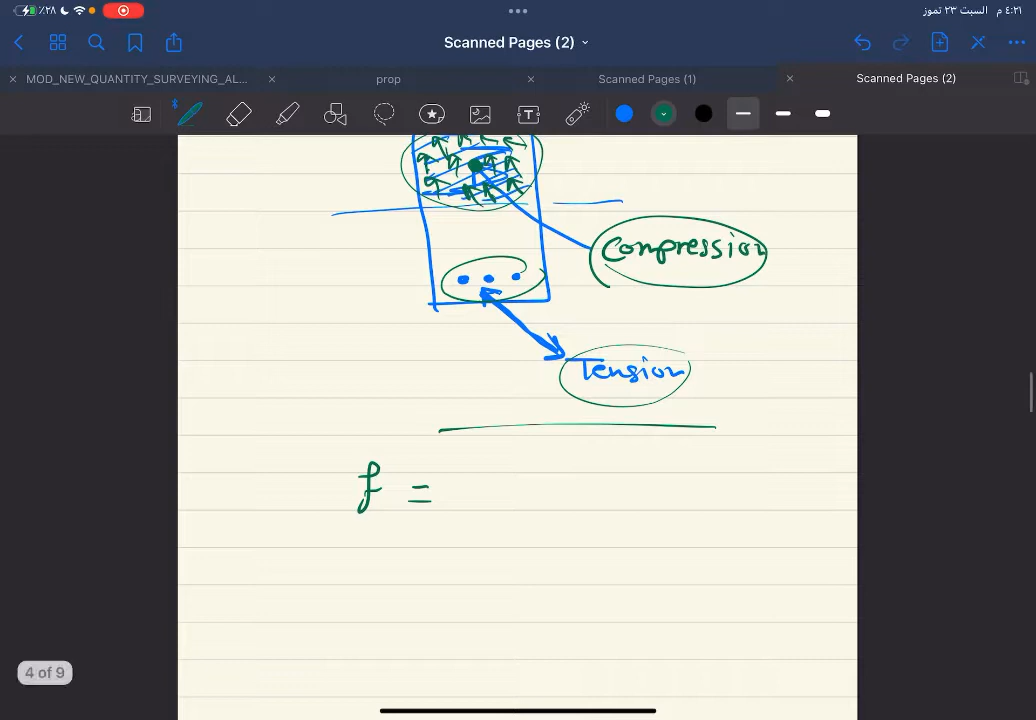 ٪٢٨
٤:٢١ م السبت ٢٣ تموز
Scanned Pages (2)
MOD_NEW_QUANTITY_SURVEYING_AL...
prop
Scanned Pages (1)
Scanned Pages (2)
T
Compression
Tension
f =
4 of 9